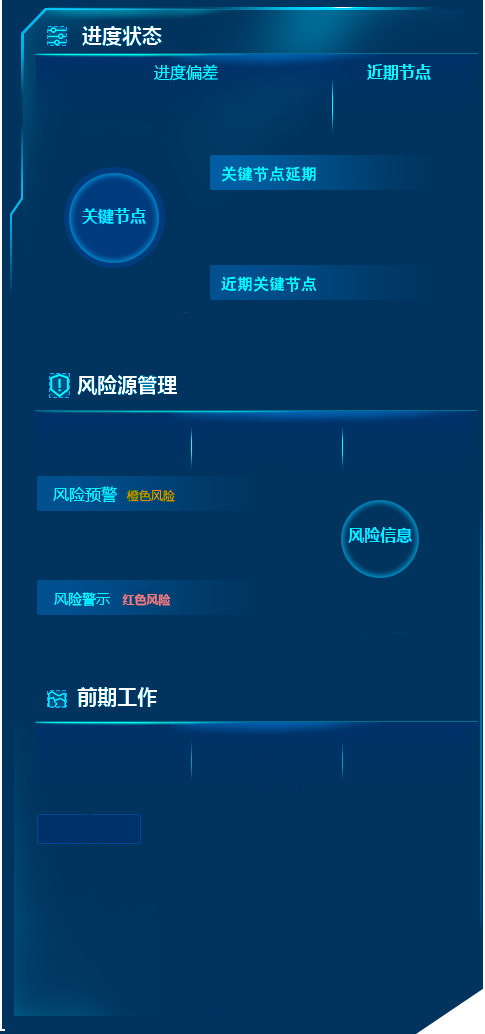 进度状态
进度偏差 近期节点
关键节点延期
关键节点
近期关键节点
风险源管理
风险预警 橙色风险
风险信息
风险警示 红色风险
前期工作